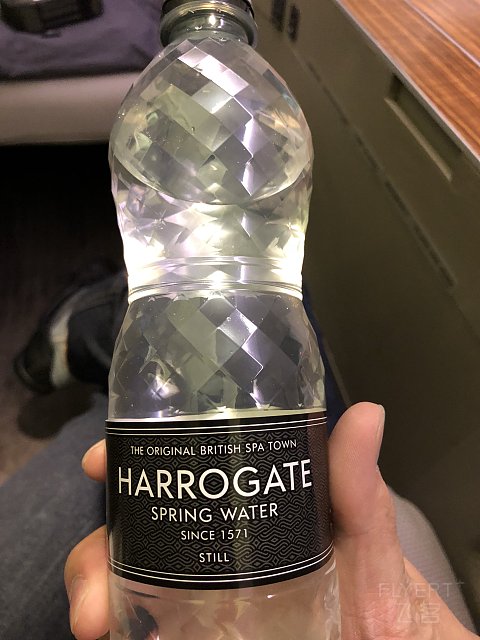 THE ORIGINAL BRITISH SPA TOWN
HARROGATE
SPRING WATER
SINCE 1571
STILL
FLYERT
飞客